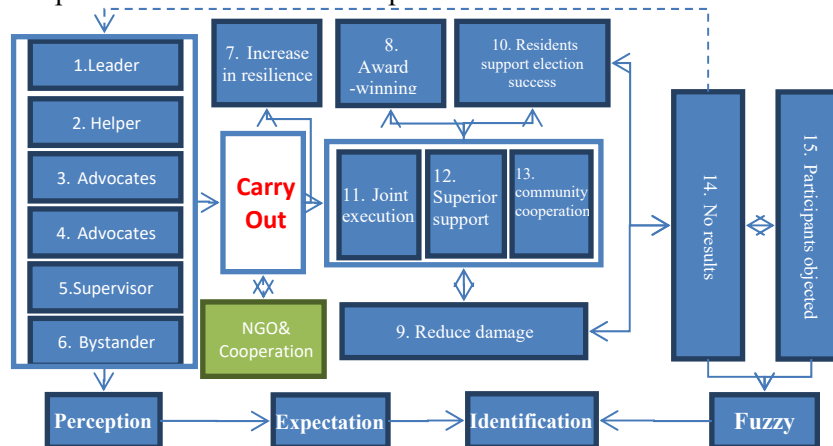 1.Leader
2. Helper
3. Advocates
4. Advocates
5.Supervisor
6. Bystander
Carry
Out
NGO&
Cooperation
7. Increase
in resilience
8.
Award
-winning
10. Residents
support election
success
11. Joint
execution
12.
Superior
support
13.
community
cooperation
9. Reduce damage
14. No results
15. Participants
objected
Perception
Expectation
Identification
Fuzzy